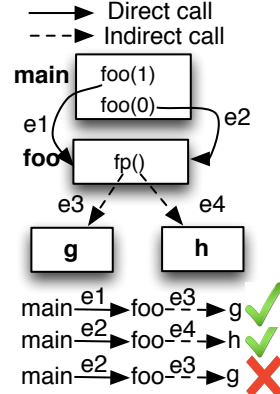 Direct call
Indirect call
main
foo(1)
foo(0)
e1
e2
foo
fp()
e3
e4
g
h
main e1 foo e3 g
main e2 foo e4 h
main e2 foo e3 g